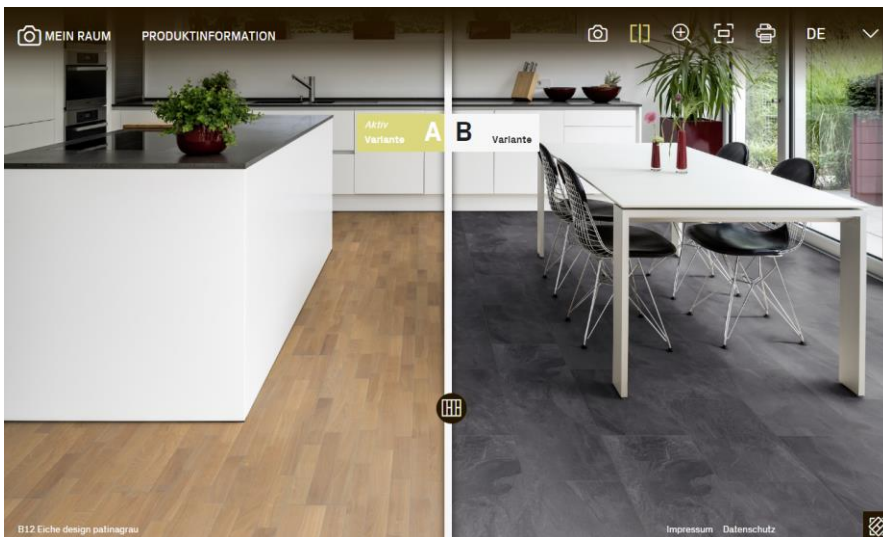 MEIN RAUM
PRODUKTINFORMATION
DE
Aktiv
Variante
A
B
Variante
B12 Eiche design patinagrau
Impressum
Datenschutz